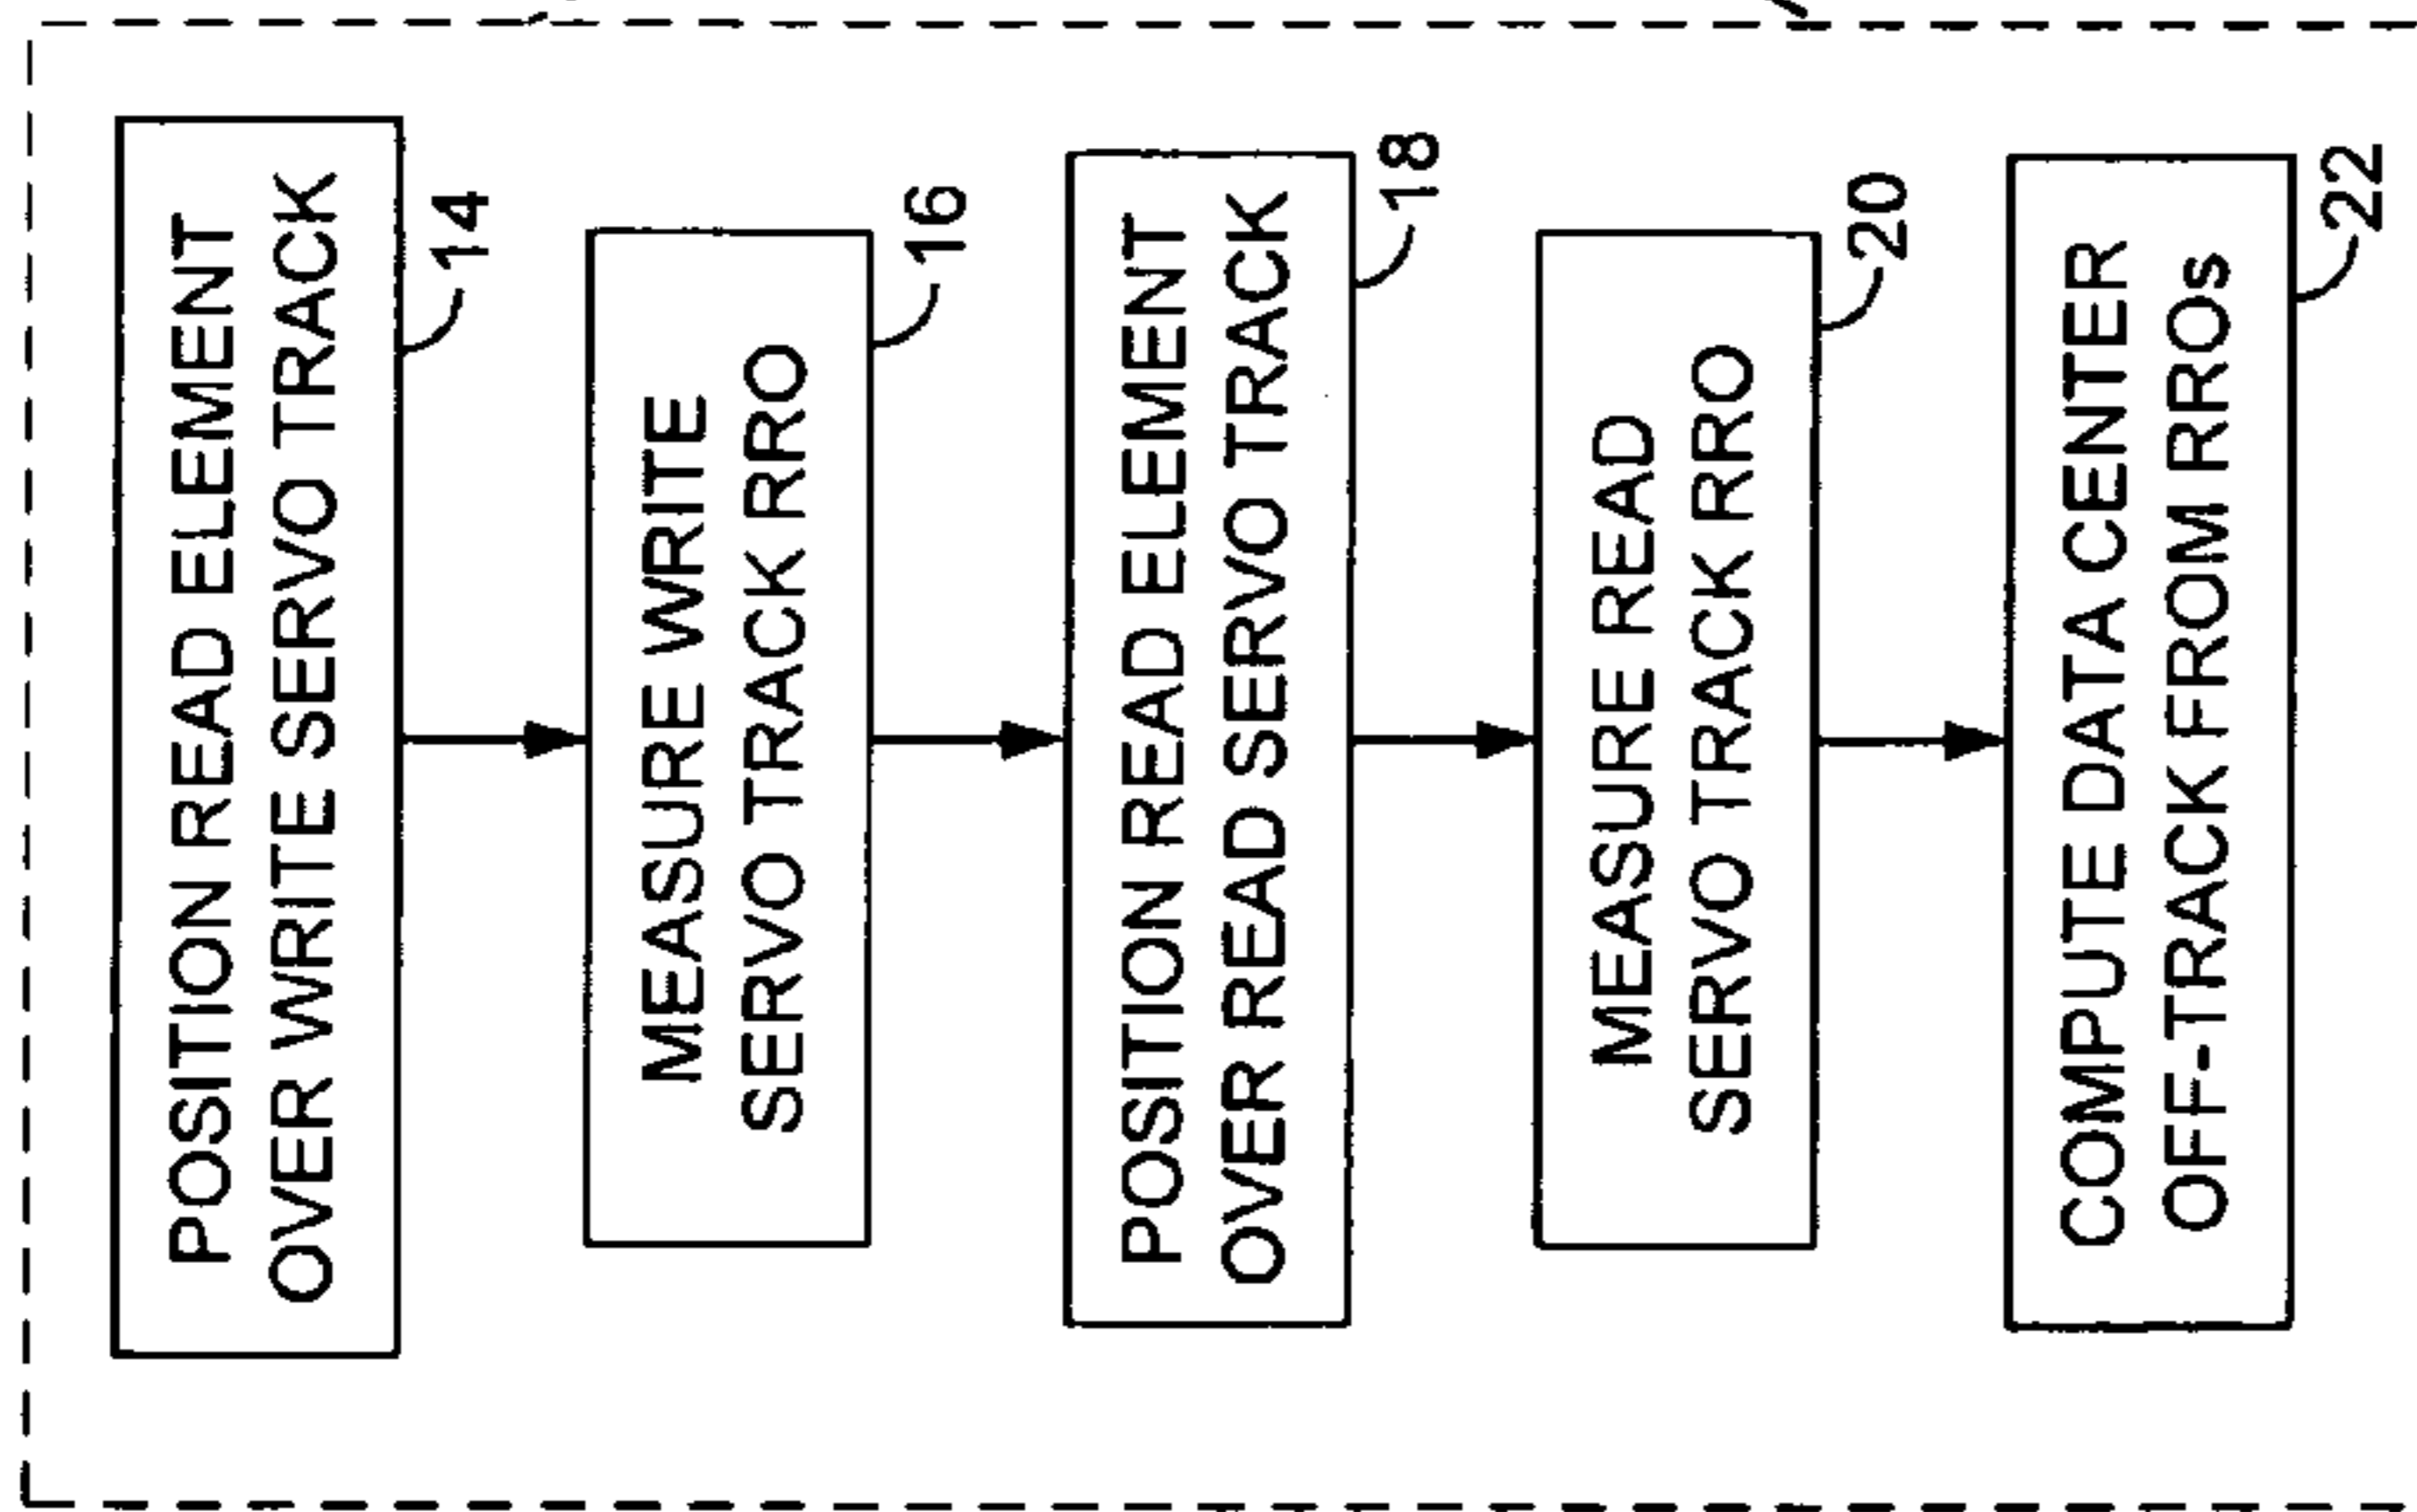 POSITION READ ELEMENT
OVER WRITE SERVO TRACK
14
MEASURE WRITE
SERVO TRACK RRO
16
POSITION READ ELEMENT
OVER READ SERVO TRACK
18
MEASURE READ
SERVO TRACK RRO
20
COMPUTE DATA CENTER
OFF-TRACK FROM RROs
22